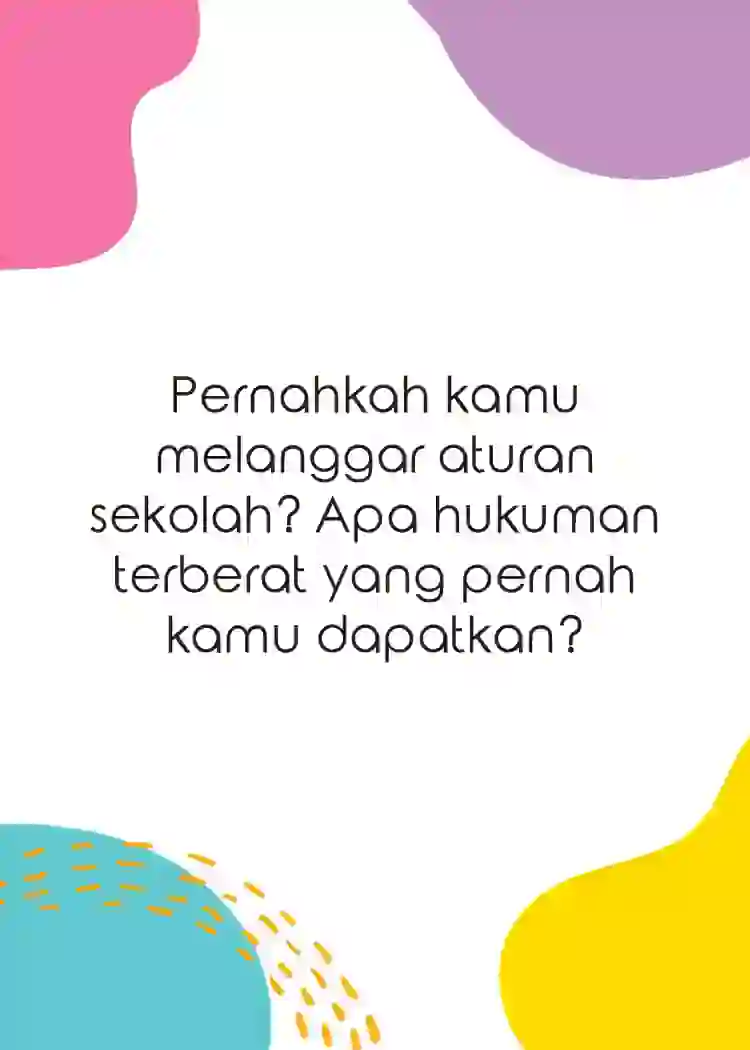 Pernahkah kamu
melanggar aturan
sekolah? Apa hukuman
terberat yang pernah
kamu dapatkan?